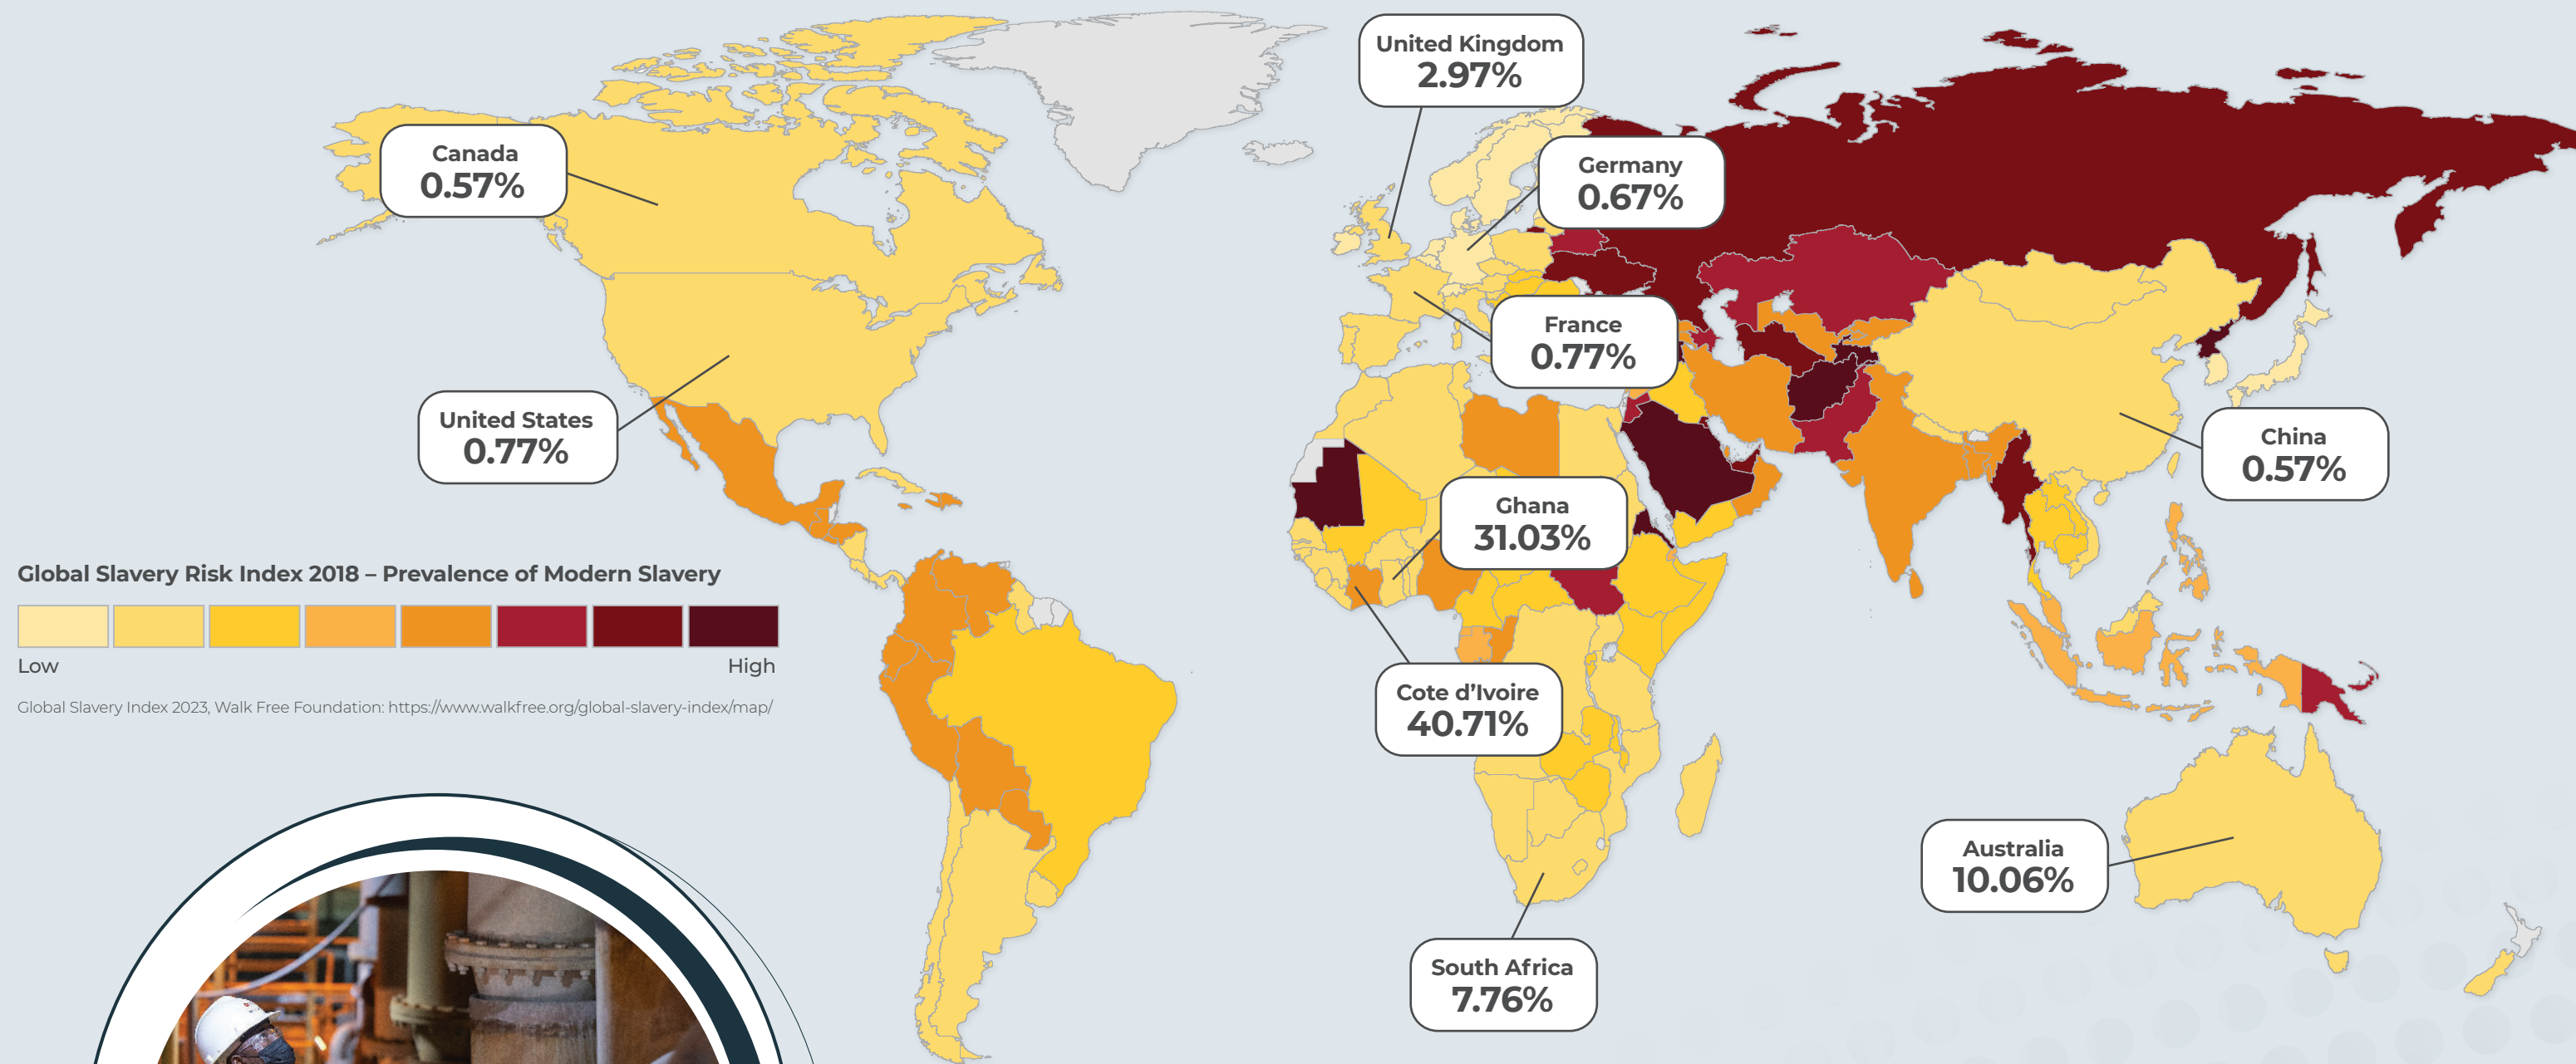 United Kingdom
2.97%
Canada
0.57%
Germany
0.67%
France
0.77%
United States
0.77%
China
0.57%
Ghana
31.03%
Global Slavery Risk Index 2018 – Prevalence of Modern Slavery
Low
High
Global Slavery Index 2023, Walk Free Foundation: https://www.walkfree.org/global-slavery-index/map/
Cote d’Ivoire
40.71%
Australia
10.06%
South Africa
7.76%